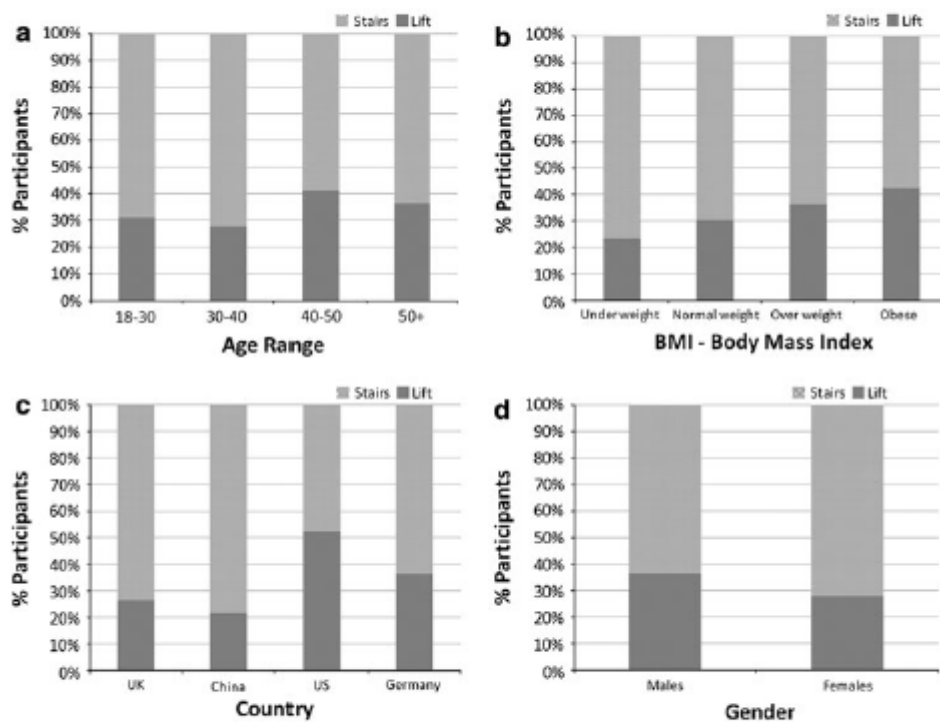 a
Stairs Lift
100%
90%
80%
70%
60%
50%
40%
30%
20%
10%
0%
% Participants
18-30 30-40 40-50 50+
Age Range
b
Stairs Lift
100%
90%
80%
70%
60%
50%
40%
30%
20%
10%
0%
% Participants
Under weight Normal weight Over weight Obese
BMI - Body Mass Index
c
Stairs Lift
100%
90%
80%
70%
60%
50%
40%
30%
20%
10%
0%
% Participants
UK China US Germany
Country
d
Stairs Lift
100%
90%
80%
70%
60%
50%
40%
30%
20%
10%
0%
% Participants
Males Females
Gender